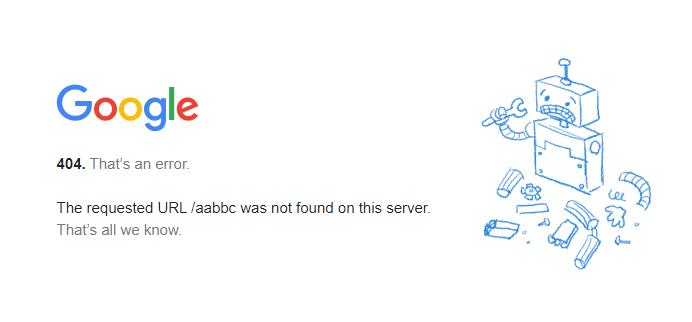 Google
404. That’s an error.
The requested URL /aabbc was not found on this server.
That’s all we know.